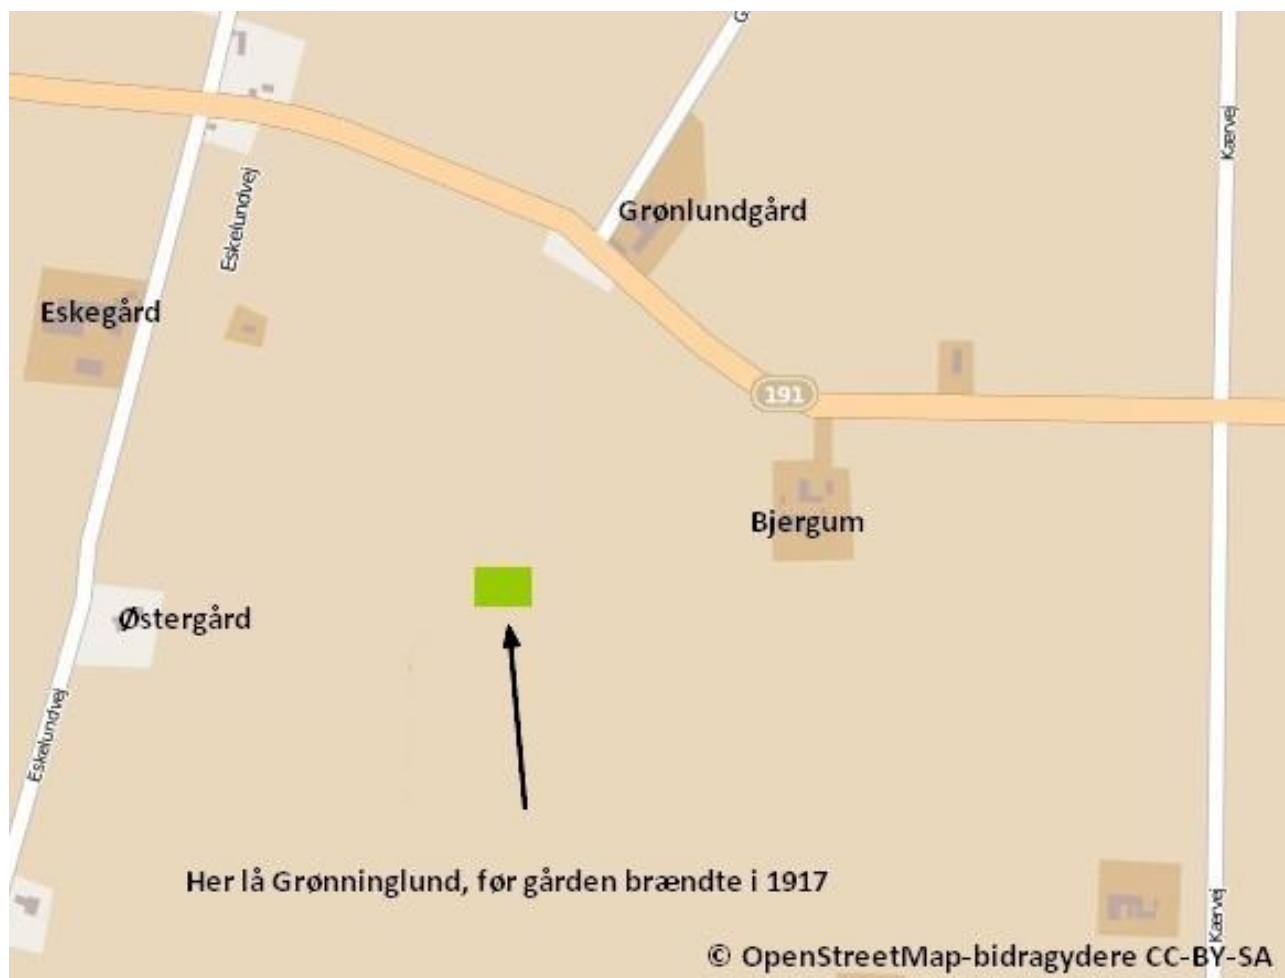 Kærvej
Eskelundvej
Grønlundgård
Eskegård
191
Bjergum
Østergård
Eskelundvej
Her lå Grønninglund, før gården brændte i 1917
Kærvej
© OpenStreetMap-bidragydere CC-BY-SA